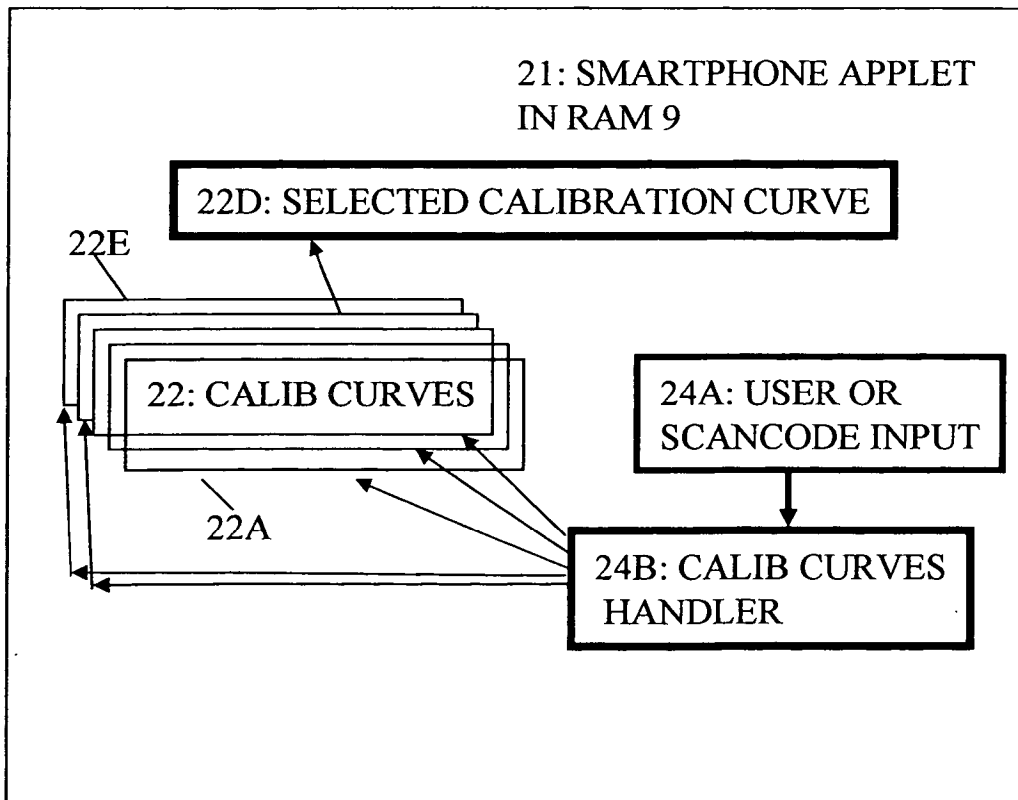 21: SMARTPHONE APPLET
IN RAM 9
22D: SELECTED CALIBRATION CURVE
22E
22: CALIB CURVES
24A: USER OR
SCANCODE INPUT
22A
24B: CALIB CURVES
HANDLER